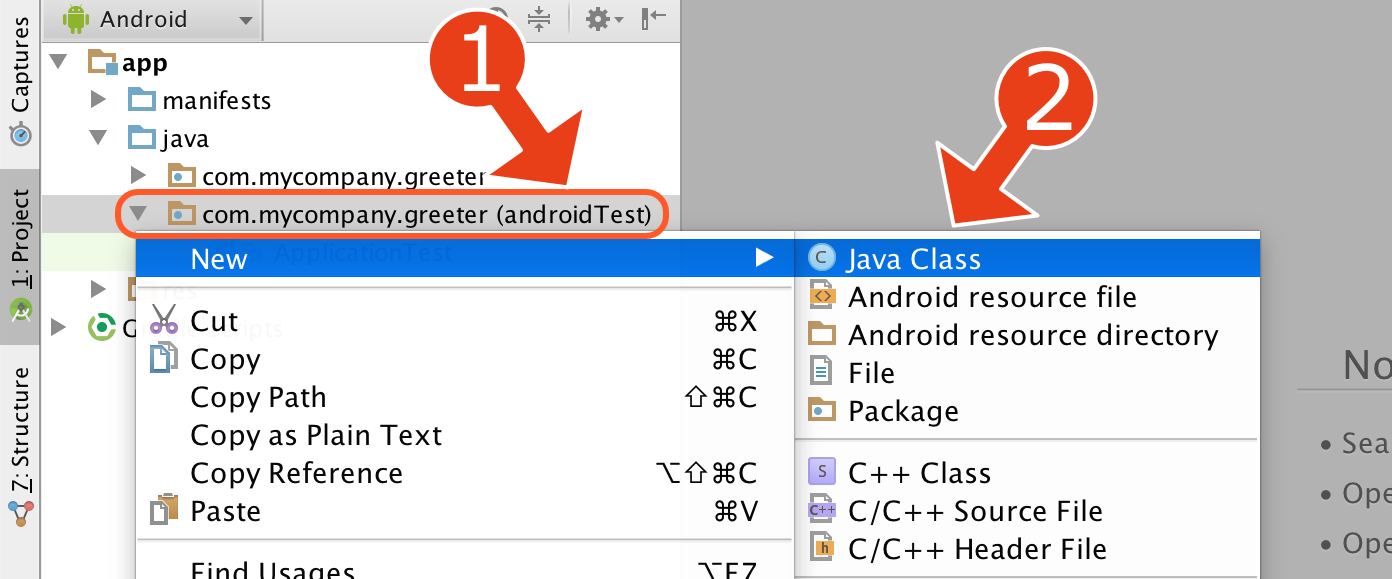 Captures
1: Project
Z: Structure
Android
app
manifests
java
com.mycompany.greeter
com.mycompany.greeter (androidTest)
ApplicationTest
res
1
2
New
Cut ⌘X
Copy ⌘C
Copy Path ⇧⌘C
Copy as Plain Text
Copy Reference ⌥⇧⌘C
Paste ⌘V
Find Usages ⌥F7
C Java Class
Android resource file
Android resource directory
File
Package
S C++ Class
C++ C/C++ Source File
h C/C++ Header File
No
• Sea
• Ope
• Ope